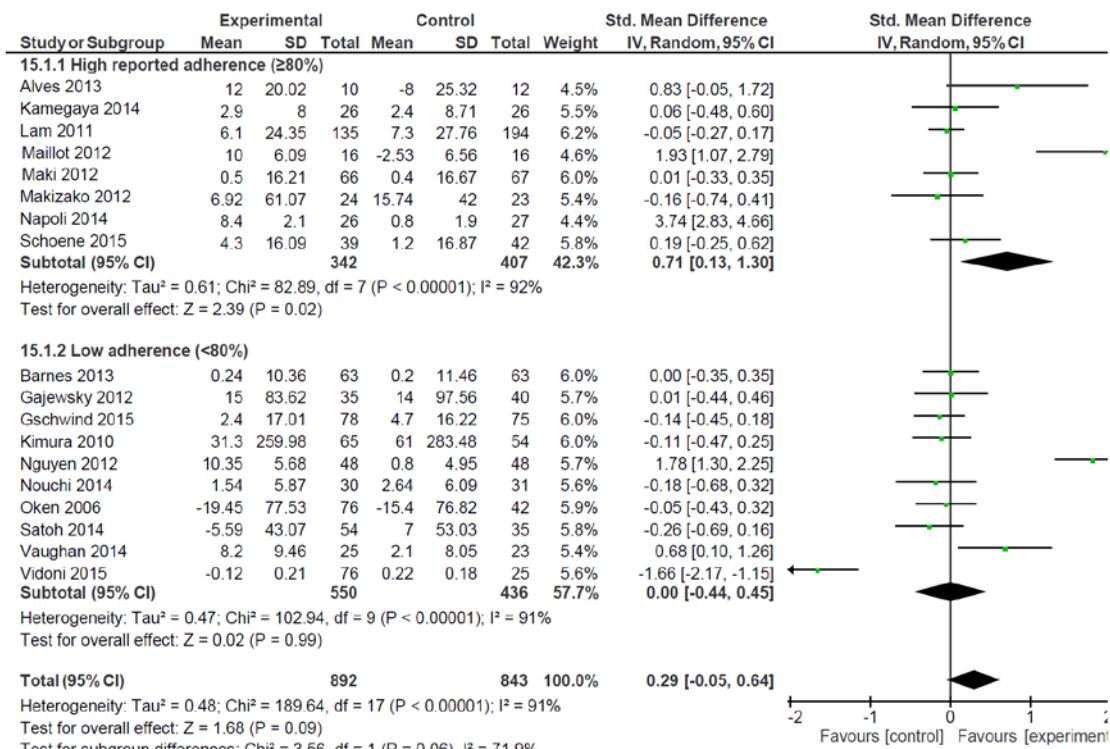 Experimental Control Std. Mean Difference Std. Mean Difference
Study or Subgroup Mean SD Total Mean SD Total Weight IV, Random, 95% CI IV, Random, 95% CI
15.1.1 High reported adherence (≥80%)
Alves 2013 12 20.02 10 -8 25.32 12 4.5% 0.83 [-0.05, 1.72]
Kamegaya 2014 2.9 8 26 2.4 8.71 26 5.5% 0.06 [-0.48, 0.60]
Lam 2011 6.1 24.35 135 7.3 27.76 194 6.2% -0.05 [-0.27, 0.17]
Maillot 2012 10 6.09 16 -2.53 6.56 16 4.6% 1.93 [1.07, 2.79]
Maki 2012 0.5 16.21 66 0.4 16.67 67 6.0% 0.01 [-0.33, 0.35]
Makizako 2012 6.92 61.07 24 15.74 42 23 5.4% -0.16 [-0.74, 0.41]
Napoli 2014 8.4 2.1 26 0.8 1.9 27 4.4% 3.74 [2.83, 4.66]
Schoene 2015 4.3 16.09 39 1.2 16.87 42 5.8% 0.19 [-0.25, 0.62]
Subtotal (95% CI) 342 407 42.3% 0.71 [0.13, 1.30]
Heterogeneity: Tau² = 0.61; Chi² = 82.89, df = 7 (P < 0.00001); I² = 92%
Test for overall effect: Z = 2.39 (P = 0.02)
15.1.2 Low adherence (<80%)
Barnes 2013 0.24 10.36 63 0.2 11.46 63 6.0% 0.00 [-0.35, 0.35]
Gajewsky 2012 15 83.62 35 14 97.56 40 5.7% 0.01 [-0.44, 0.46]
Gschwind 2015 2.4 17.01 78 4.7 16.22 75 6.0% -0.14 [-0.45, 0.18]
Kimura 2010 31.3 259.98 65 61 283.48 54 6.0% -0.11 [-0.47, 0.25]
Nguyen 2012 10.35 5.68 48 0.8 4.95 48 5.7% 1.78 [1.30, 2.25]
Nouchi 2014 1.54 5.87 30 2.64 6.09 31 5.6% -0.18 [-0.68, 0.32]
Oken 2006 -19.45 77.53 76 -15.4 76.82 42 5.9% -0.05 [-0.43, 0.32]
Satoh 2014 -5.59 43.07 54 7 53.03 35 5.8% -0.26 [-0.69, 0.16]
Vaughan 2014 8.2 9.46 25 2.1 8.05 23 5.4% 0.68 [0.10, 1.26]
Vidoni 2015 -0.12 0.21 76 0.22 0.18 25 5.6% -1.66 [-2.17, -1.15]
Subtotal (95% CI) 550 436 57.7% 0.00 [-0.44, 0.45]
Heterogeneity: Tau² = 0.47; Chi² = 102.94, df = 9 (P < 0.00001); I² = 91%
Test for overall effect: Z = 0.02 (P = 0.99)
Total (95% CI) 892 843 100.0% 0.29 [-0.05, 0.64]
Heterogeneity: Tau² = 0.48; Chi² = 189.64, df = 17 (P < 0.00001); I² = 91%
Test for overall effect: Z = 1.68 (P = 0.09)
Test for subgroup differences: Chi² = 3.56, df = 1 (P = 0.06), I² = 71.9%
-2 -1 0 1 2
Favours [control] Favours [experiment